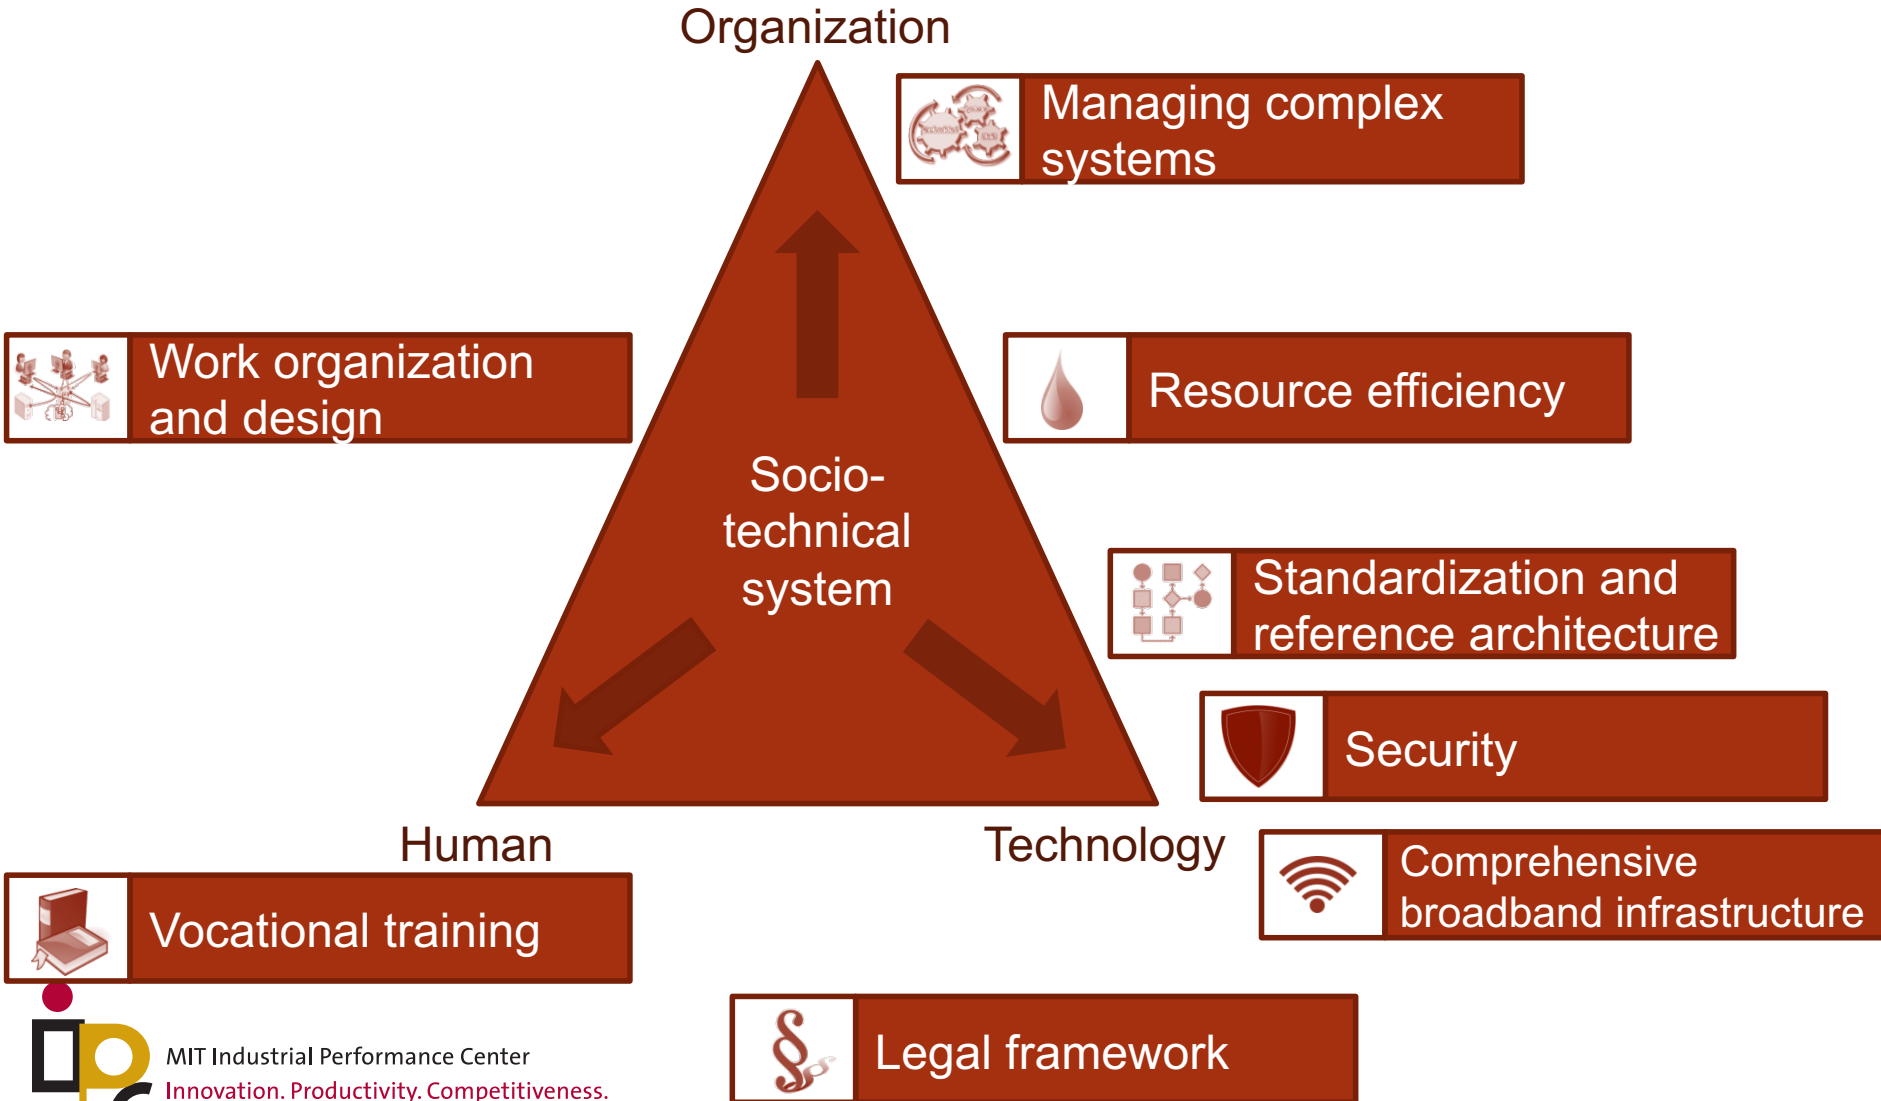 Organization
Managing complex
systems
Work organization
and design
Resource efficiency
Socio-
technical
system
Standardization and
reference architecture
Security
Human
Technology
Comprehensive
broadband infrastructure
Vocational training
Legal framework
MIT Industrial Performance Center
Innovation. Productivity. Competitiveness.